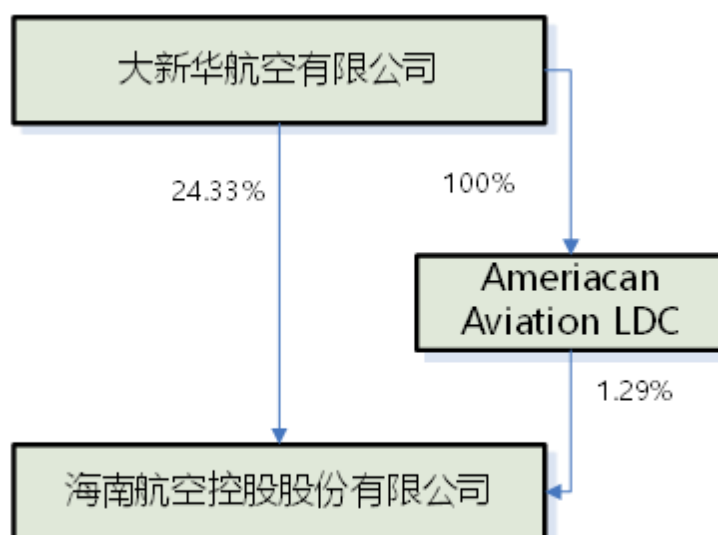 大新华航空有限公司
24.33%
100%
Ameriacan
Aviation LDC
1.29%
海南航空控股股份有限公司